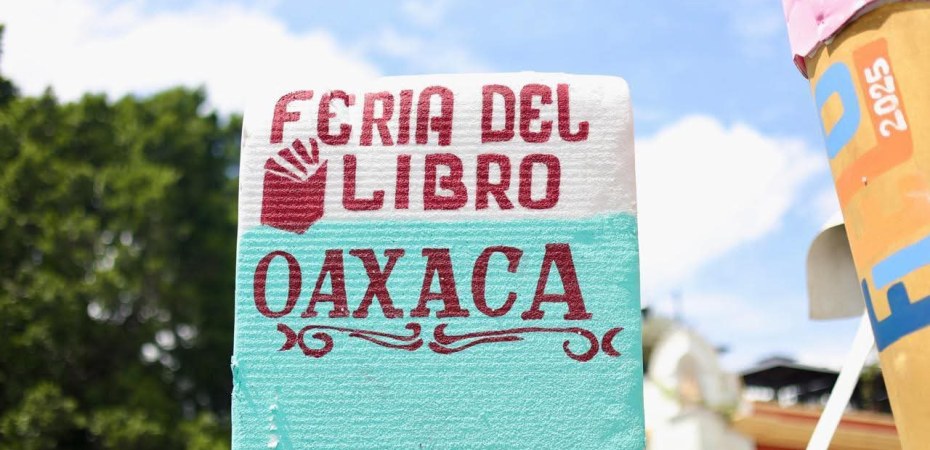 FERIA DEL
LIBRO
OAXACA
2025